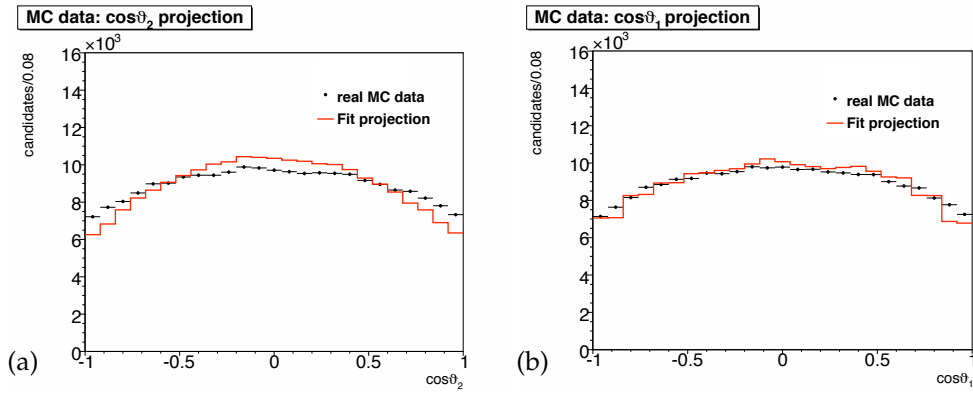 MC data: cosϑ₂ projection
×10³
candidates/0.08
16
14
12
10
8
6
4
2
0
real MC data
Fit projection
-1
-0.5
0
0.5
1
cosϑ₂
(a)
MC data: cosϑ₁ projection
×10³
candidates/0.08
16
14
12
10
8
6
4
2
0
real MC data
Fit projection
-1
-0.5
0
0.5
1
cosϑ₁
(b)